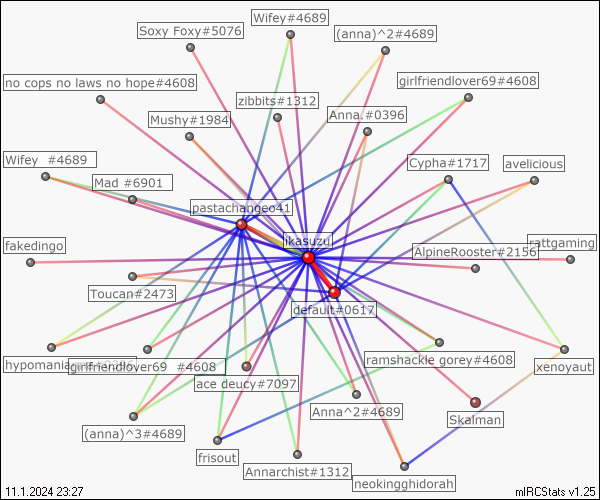 Wifey#4689
Soxy Foxy#5076
(anna)^2#4689
no cops no laws no hope#4608
girlfriendlover69#4608
zibbits#1312
Mushy#1984
Anna.#0396
Wifey #4689
Cypha#1717
avelicious
Mad #6901
pastachangeo41
ikasuzu
fakedingo
AlpineRooster#2156
rattgaming
Toucan#2473
default#0617
hypomania
girlfriendlover69 #4608
ramshackle gorey#4608
xenoyaut
ace deucy#7097
Anna^2#4689
Skalman
(anna)^3#4689
frisout
Annarchist#1312
neokingghidorah
11.1.2024 23:27
mIRCStats v1.25